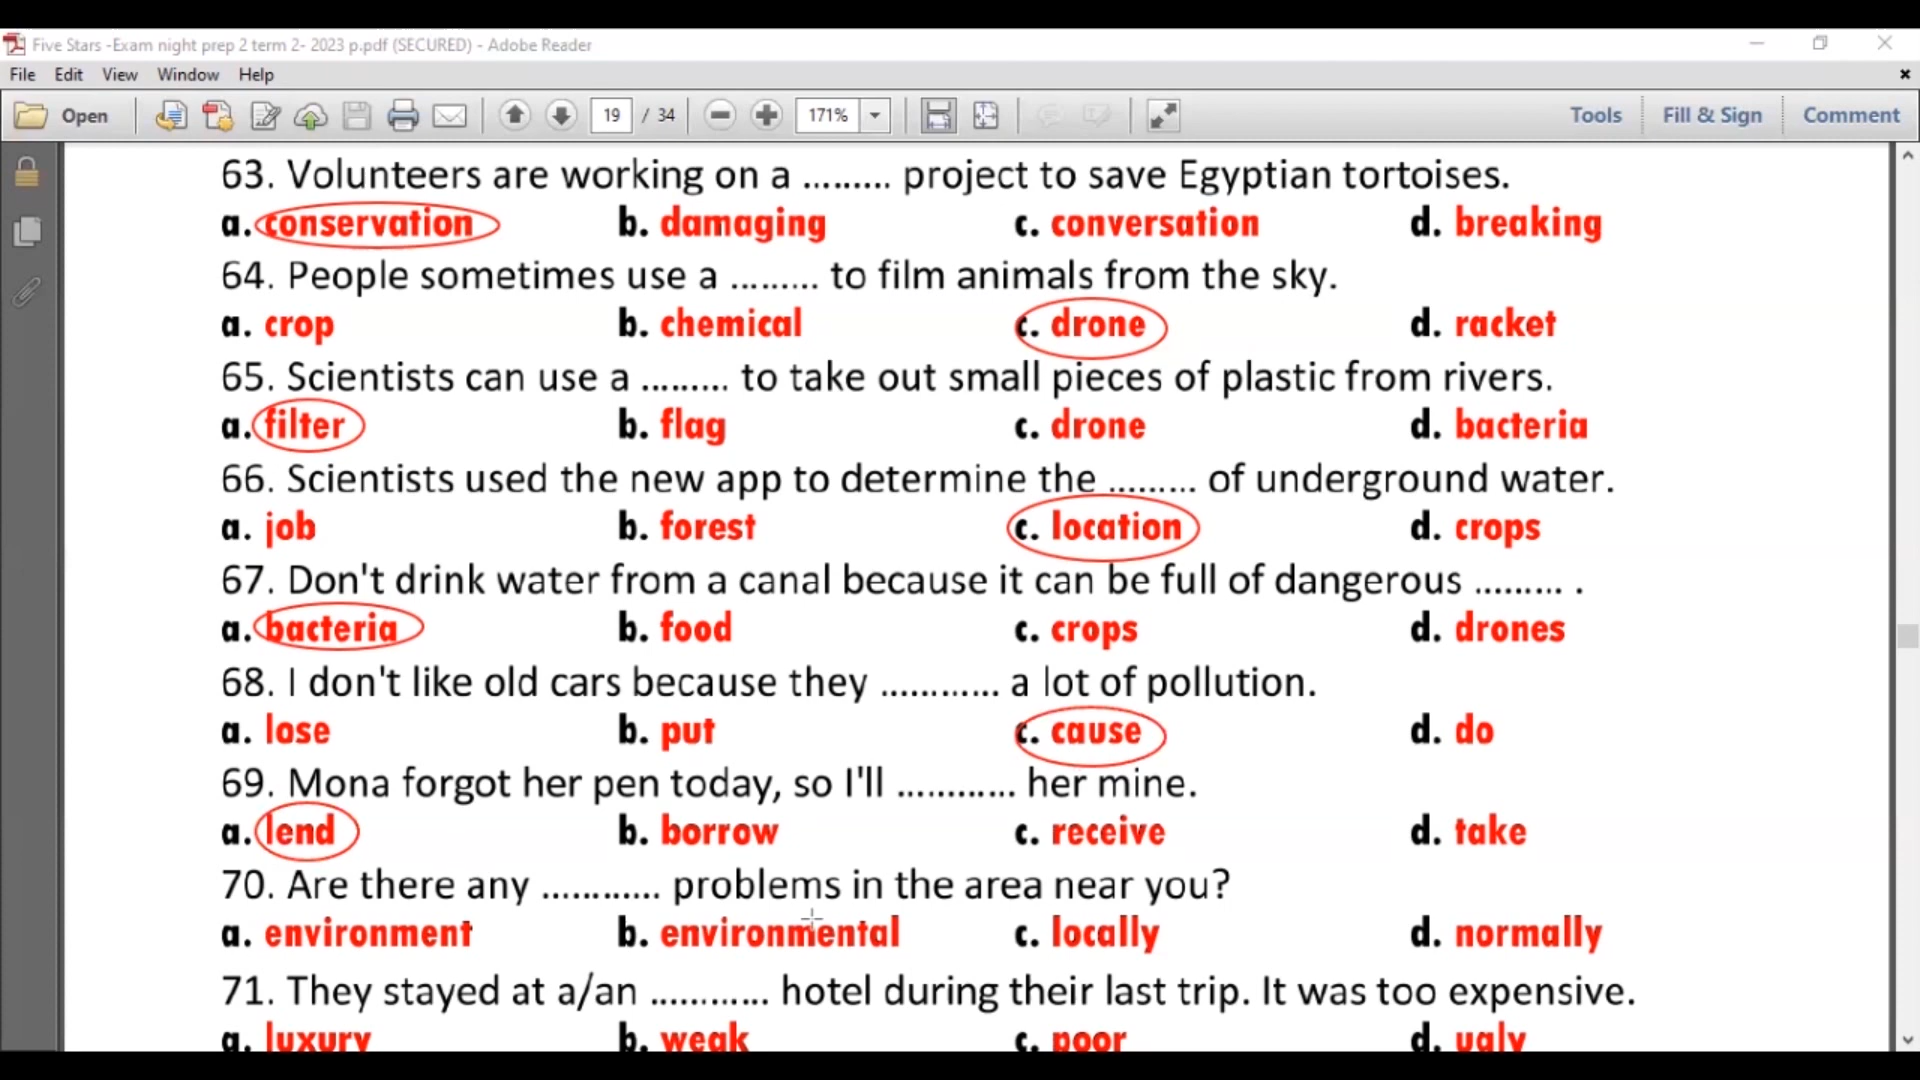 Five Stars -Exam night prep 2 term 2- 2023 p.pdf (SECURED) - Adobe Reader
File Edit View Window Help
Open 19 / 34 171% Tools Fill & Sign Comment
63. Volunteers are working on a ......... project to save Egyptian tortoises.
a. conservation b. damaging c. conversation d. breaking
64. People sometimes use a ......... to film animals from the sky.
a. crop b. chemical c. drone d. racket
65. Scientists can use a ......... to take out small pieces of plastic from rivers.
a. filter b. flag c. drone d. bacteria
66. Scientists used the new app to determine the ......... of underground water.
a. job b. forest c. location d. crops
67. Don't drink water from a canal because it can be full of dangerous ......... .
a. bacteria b. food c. crops d. drones
68. I don't like old cars because they ............ a lot of pollution.
a. lose b. put c. cause d. do
69. Mona forgot her pen today, so I'll ............ her mine.
a. lend b. borrow c. receive d. take
70. Are there any ............ problems in the area near you?
a. environment b. environmental c. locally d. normally
71. They stayed at a/an ............ hotel during their last trip. It was too expensive.
a. luxury b. weak c. poor d. ugly